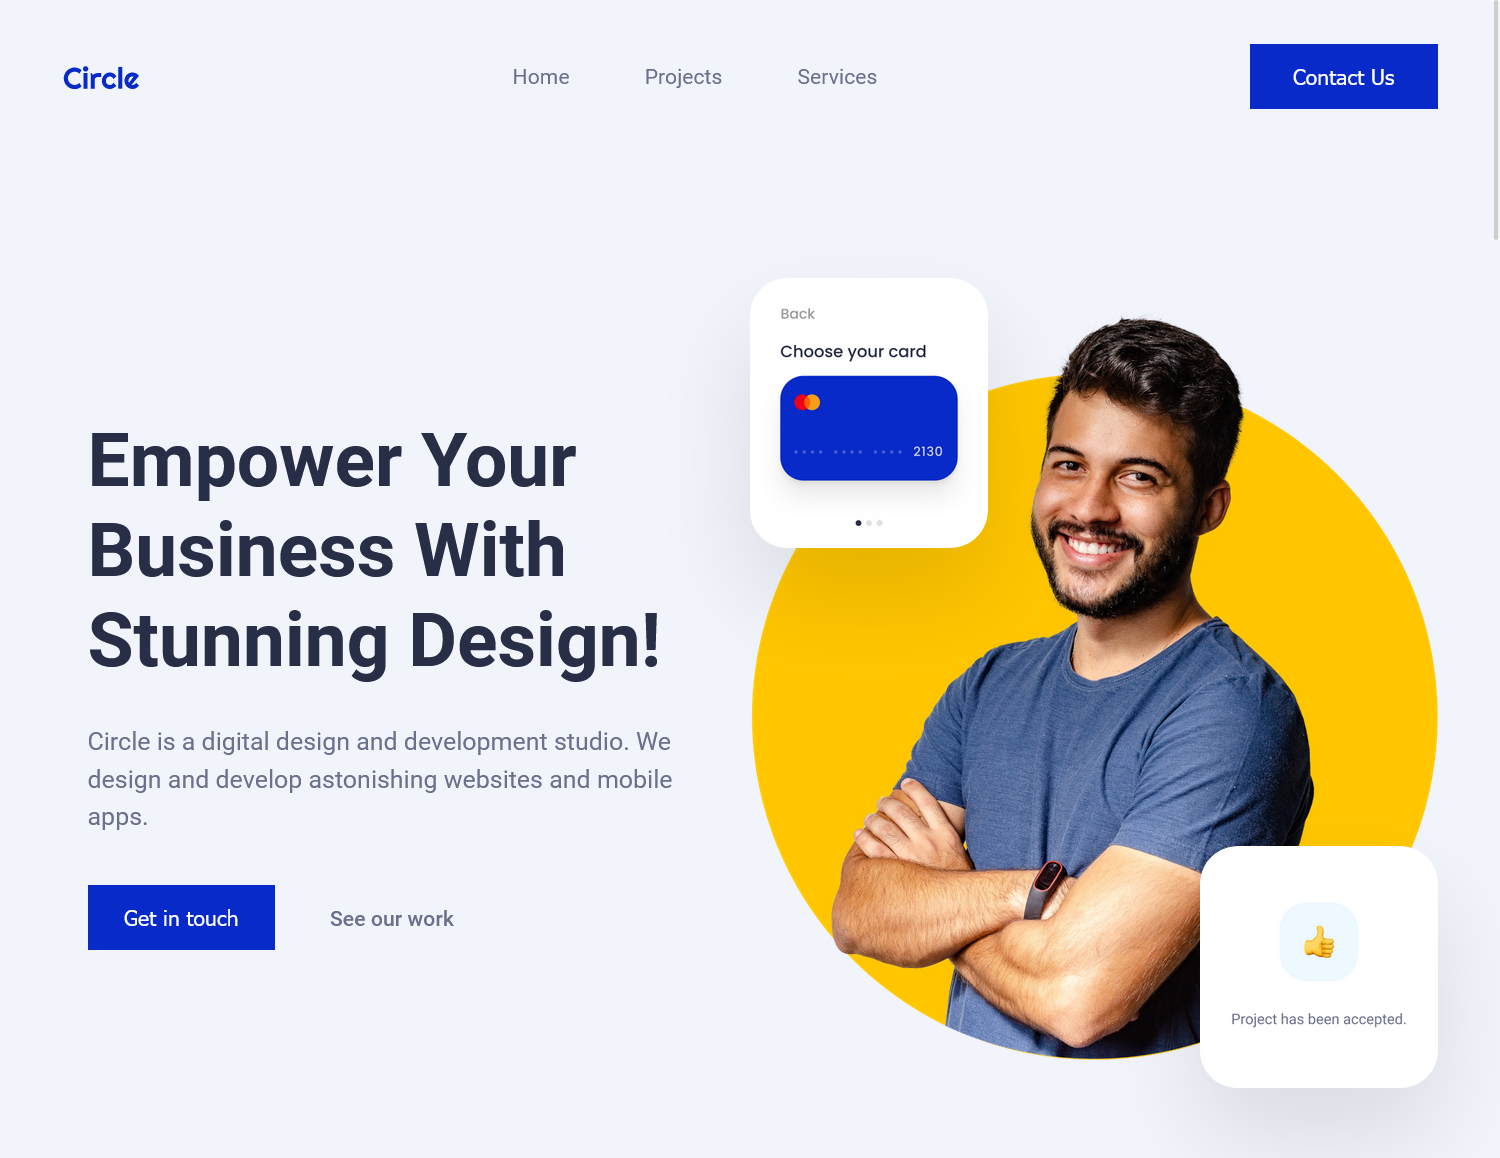 Circle
Home
Projects
Services
Contact Us
Back
Choose your card
2130
Empower Your
Business With
Stunning Design!
Circle is a digital design and development studio. We
design and develop astonishing websites and mobile
apps.
Get in touch
See our work
Project has been accepted.